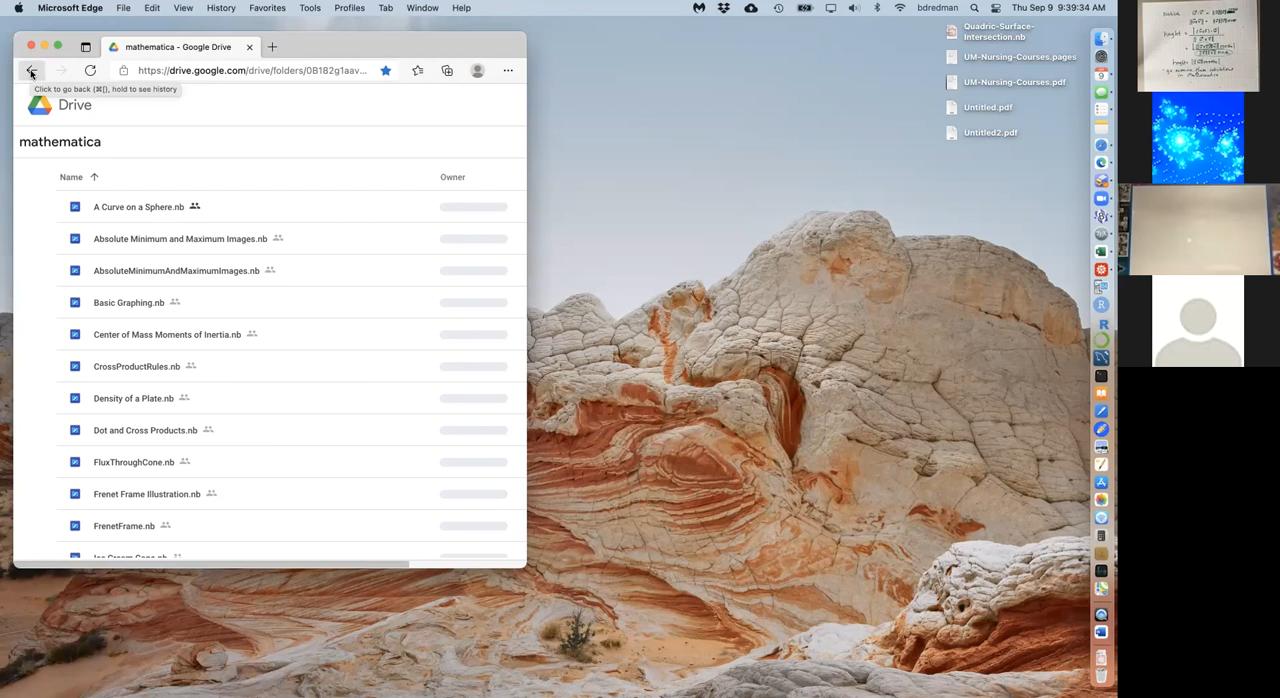 Microsoft Edge File Edit View History Favorites Tools Profiles Tab Window Help bdredman Thu Sep 9 9:39:34 AM
mathematica - Google Drive
https://drive.google.com/drive/folders/0B182g1aav...
Click to go back (⌘[), hold to see history
Drive
mathematica
Name Owner
A Curve on a Sphere.nb
Absolute Minimum and Maximum Images.nb
AbsoluteMinimumAndMaximumImages.nb
Basic Graphing.nb
Center of Mass Moments of Inertia.nb
CrossProductRules.nb
Density of a Plate.nb
Dot and Cross Products.nb
FluxThroughCone.nb
Frenet Frame Illustration.nb
FrenetFrame.nb
Ice Cream Cone.nb
Quadric-Surface-
Intersection.nb
UM-Nursing-Courses.pages
UM-Nursing-Courses.pdf
Untitled.pdf
Untitled2.pdf